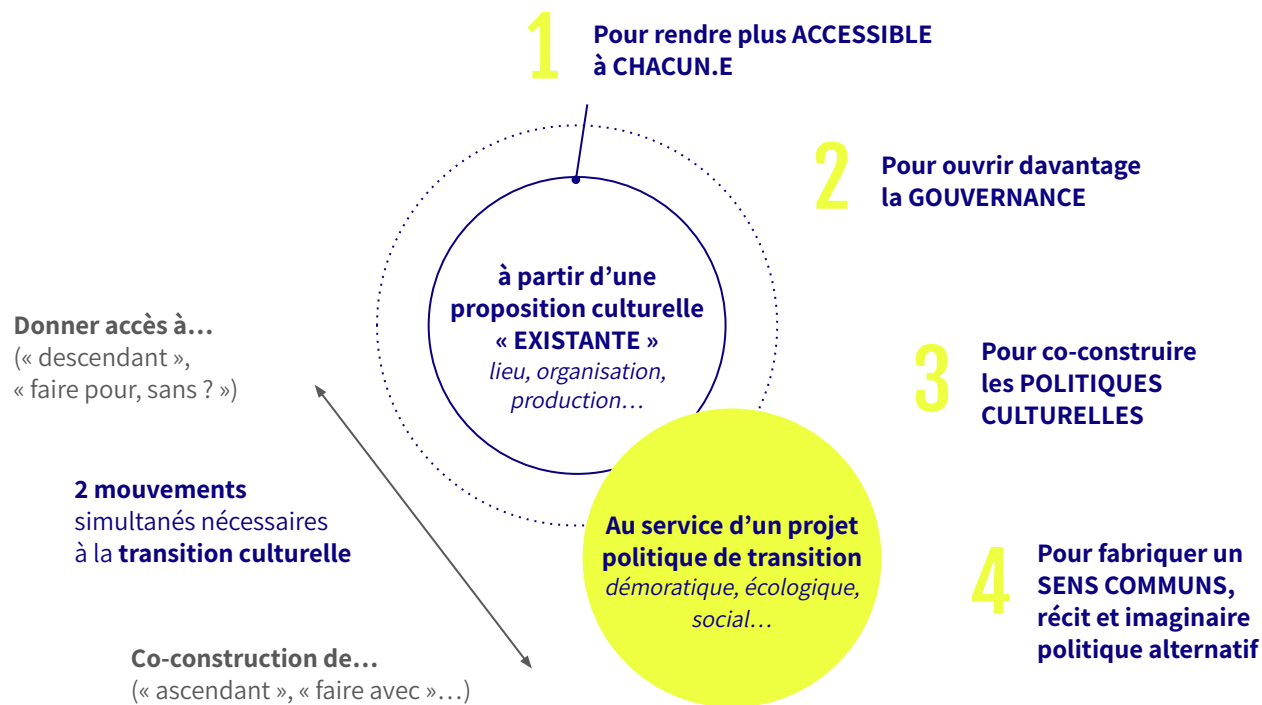 1
Pour rendre plus ACCESSIBLE
à CHACUN.E
2
Pour ouvrir davantage
la GOUVERNANCE
à partir d’une
proposition culturelle
« EXISTANTE »
lieu, organisation,
production…
Donner accès à…
(« descendant »,
« faire pour, sans ? »)
3
Pour co-construire
les POLITIQUES
CULTURELLES
2 mouvements
simultanés nécessaires
à la transition culturelle
Au service d’un projet
politique de transition
démoratique, écologique,
social…
4
Pour fabriquer un
SENS COMMUNS,
récit et imaginaire
politique alternatif
Co-construction de…
(« ascendant », « faire avec »…)